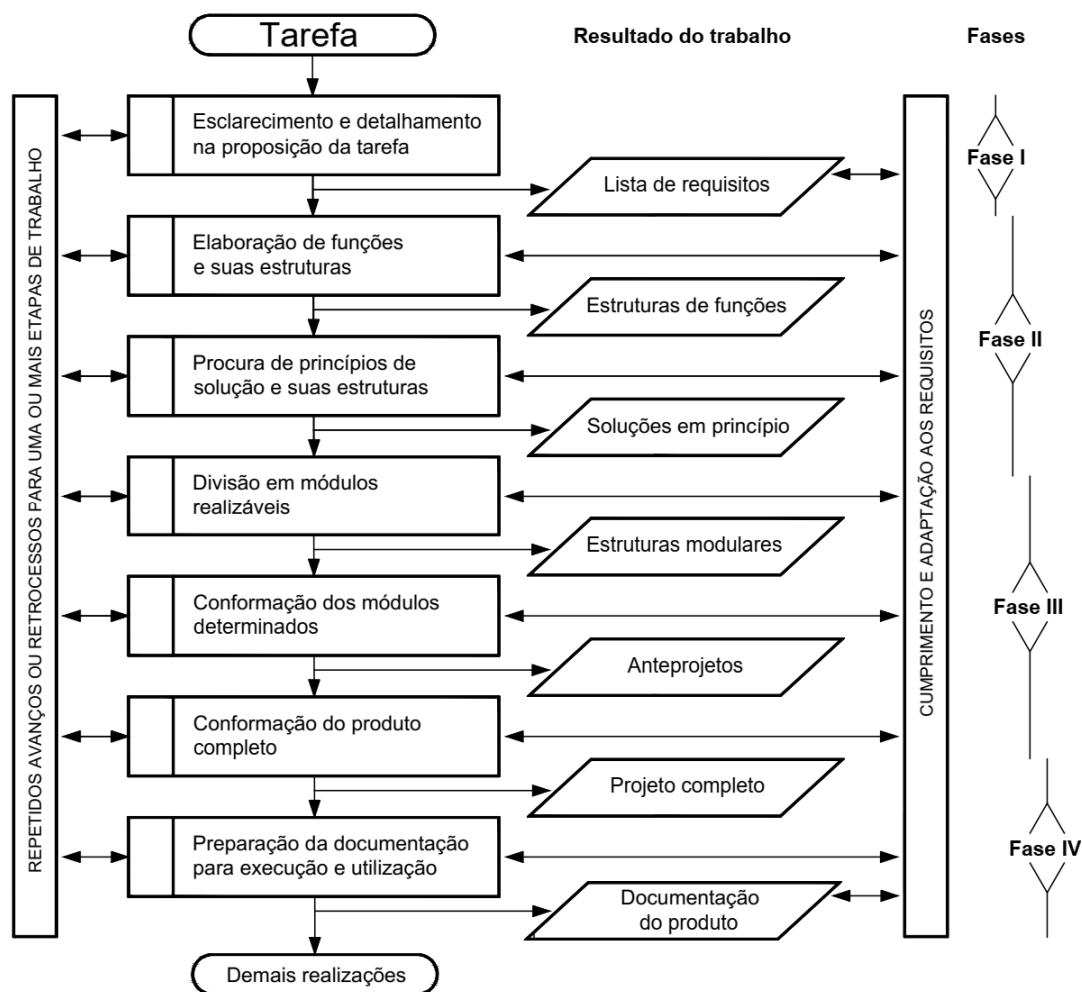 Tarefa
Resultado do trabalho
Fases
REPETIDOS AVANÇOS OU RETROCESSOS PARA UMA OU MAIS ETAPAS DE TRABALHO
Esclarecimento e detalhamento
na proposição da tarefa
Lista de requisitos
Elaboração de funções
e suas estruturas
Estruturas de funções
Procura de princípios de
solução e suas estruturas
Soluções em princípio
Divisão em módulos
realizáveis
Estruturas modulares
Conformação dos módulos
determinados
Anteprojetos
Conformação do produto
completo
Projeto completo
Preparação da documentação
para execução e utilização
Documentação
do produto
Demais realizações
CUMPRIMENTO E ADAPTAÇÃO AOS REQUISITOS
Fase I
Fase II
Fase III
Fase IV